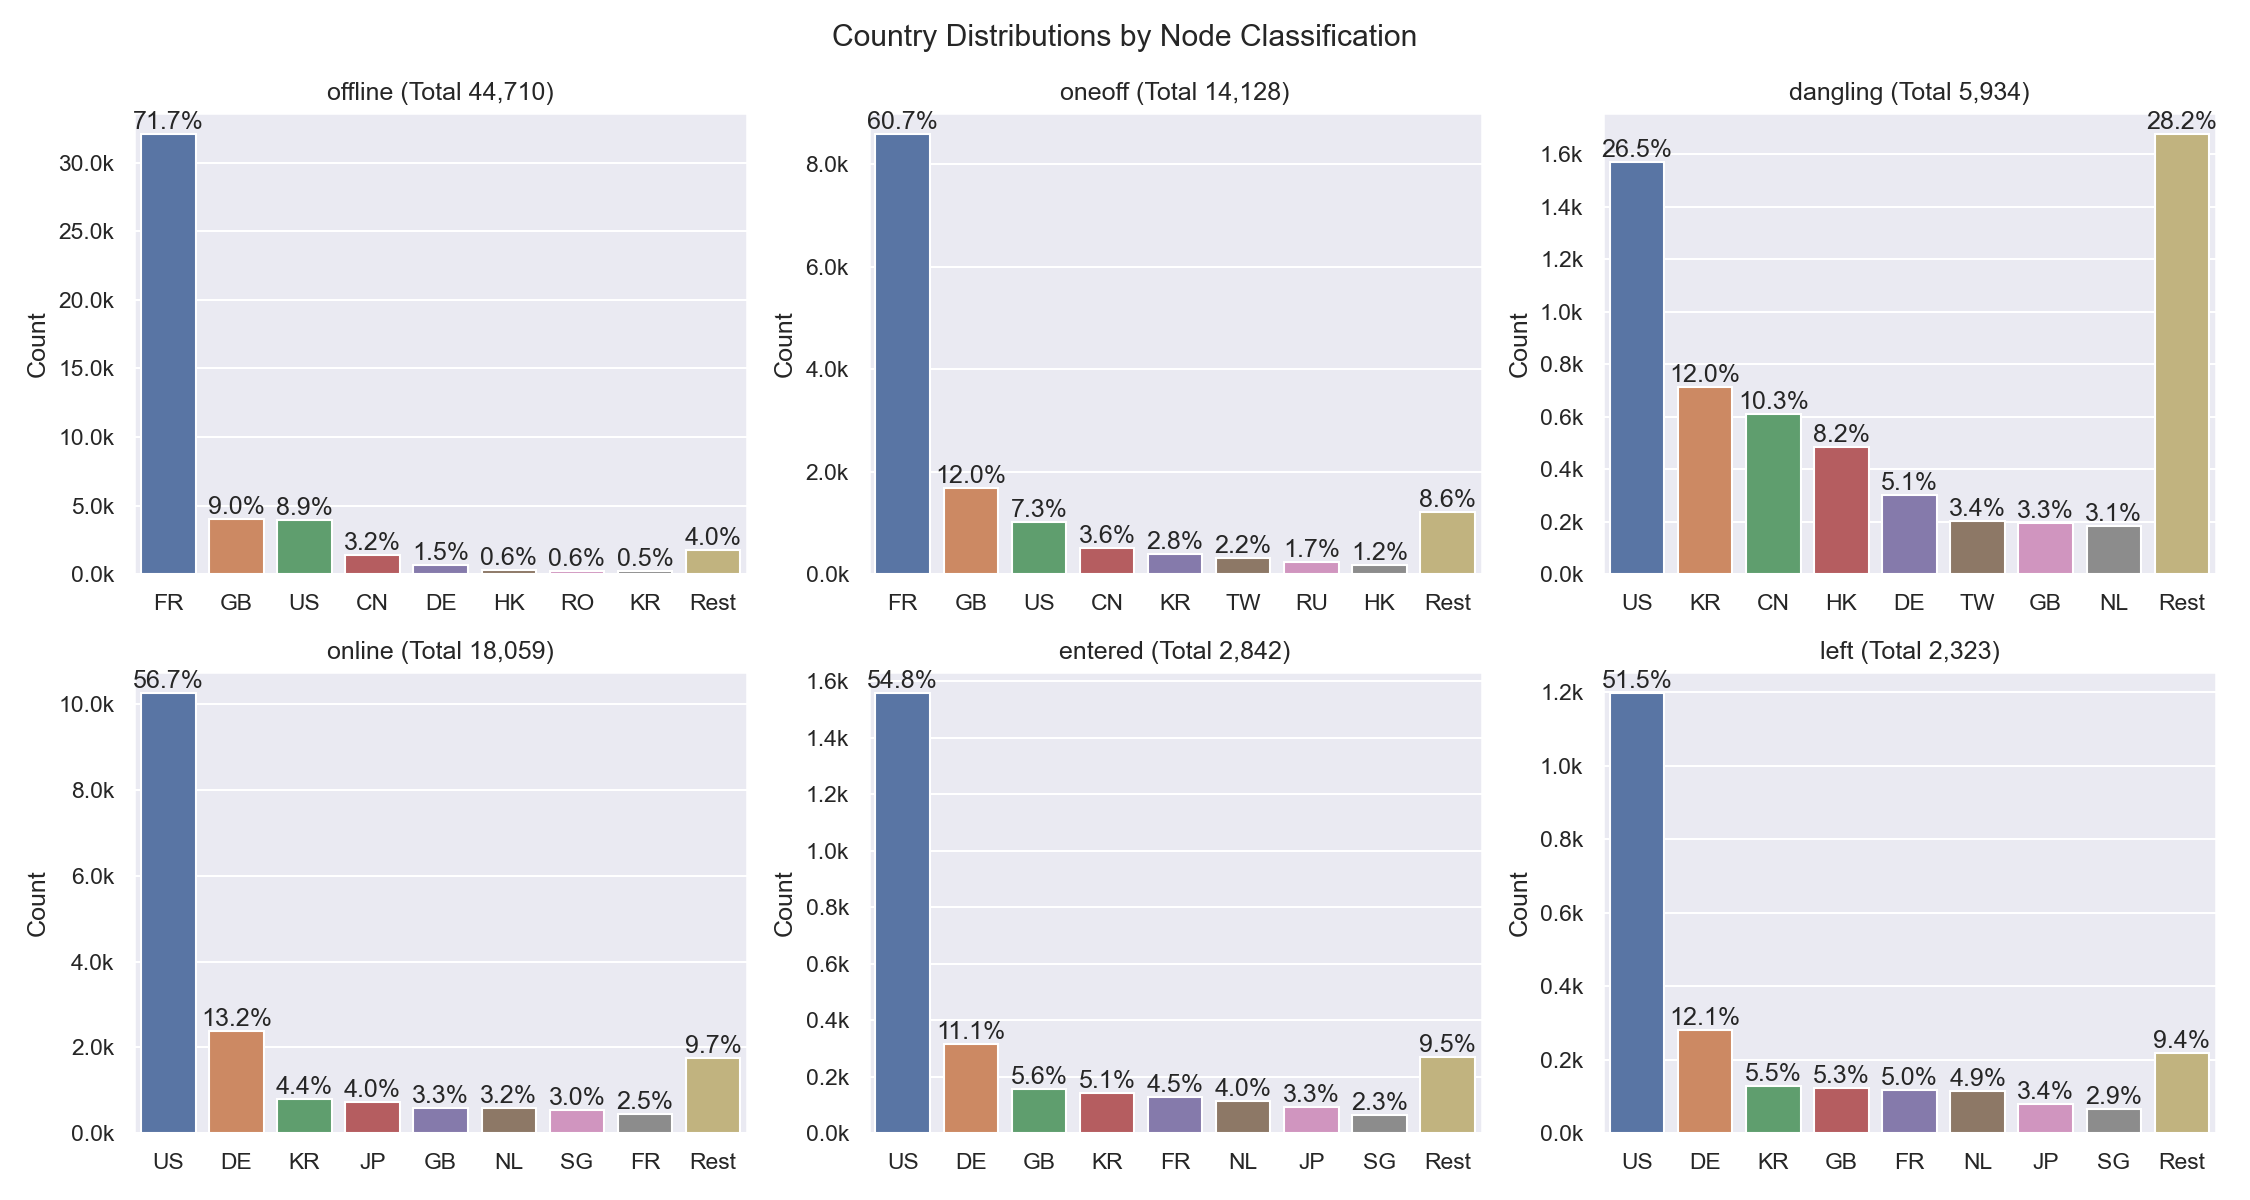 Country Distributions by Node Classification
offline (Total 44,710)
Count
30.0k
25.0k
20.0k
15.0k
10.0k
5.0k
0.0k
71.7%
9.0%
8.9%
3.2%
1.5%
0.6%
0.6%
0.5%
4.0%
FR GB US CN DE HK RO KR Rest
oneoff (Total 14,128)
Count
8.0k
6.0k
4.0k
2.0k
0.0k
60.7%
12.0%
7.3%
3.6%
2.8%
2.2%
1.7%
1.2%
8.6%
FR GB US CN KR TW RU HK Rest
dangling (Total 5,934)
Count
1.6k
1.4k
1.2k
1.0k
0.8k
0.6k
0.4k
0.2k
0.0k
26.5%
12.0%
10.3%
8.2%
5.1%
3.4%
3.3%
3.1%
28.2%
US KR CN HK DE TW GB NL Rest
online (Total 18,059)
Count
10.0k
8.0k
6.0k
4.0k
2.0k
0.0k
56.7%
13.2%
4.4%
4.0%
3.3%
3.2%
3.0%
2.5%
9.7%
US DE KR JP GB NL SG FR Rest
entered (Total 2,842)
Count
1.6k
1.4k
1.2k
1.0k
0.8k
0.6k
0.4k
0.2k
0.0k
54.8%
11.1%
5.6%
5.1%
4.5%
4.0%
3.3%
2.3%
9.5%
US DE GB KR FR NL JP SG Rest
left (Total 2,323)
Count
1.2k
1.0k
0.8k
0.6k
0.4k
0.2k
0.0k
51.5%
12.1%
5.5%
5.3%
5.0%
4.9%
3.4%
2.9%
9.4%
US DE KR GB FR NL JP SG Rest